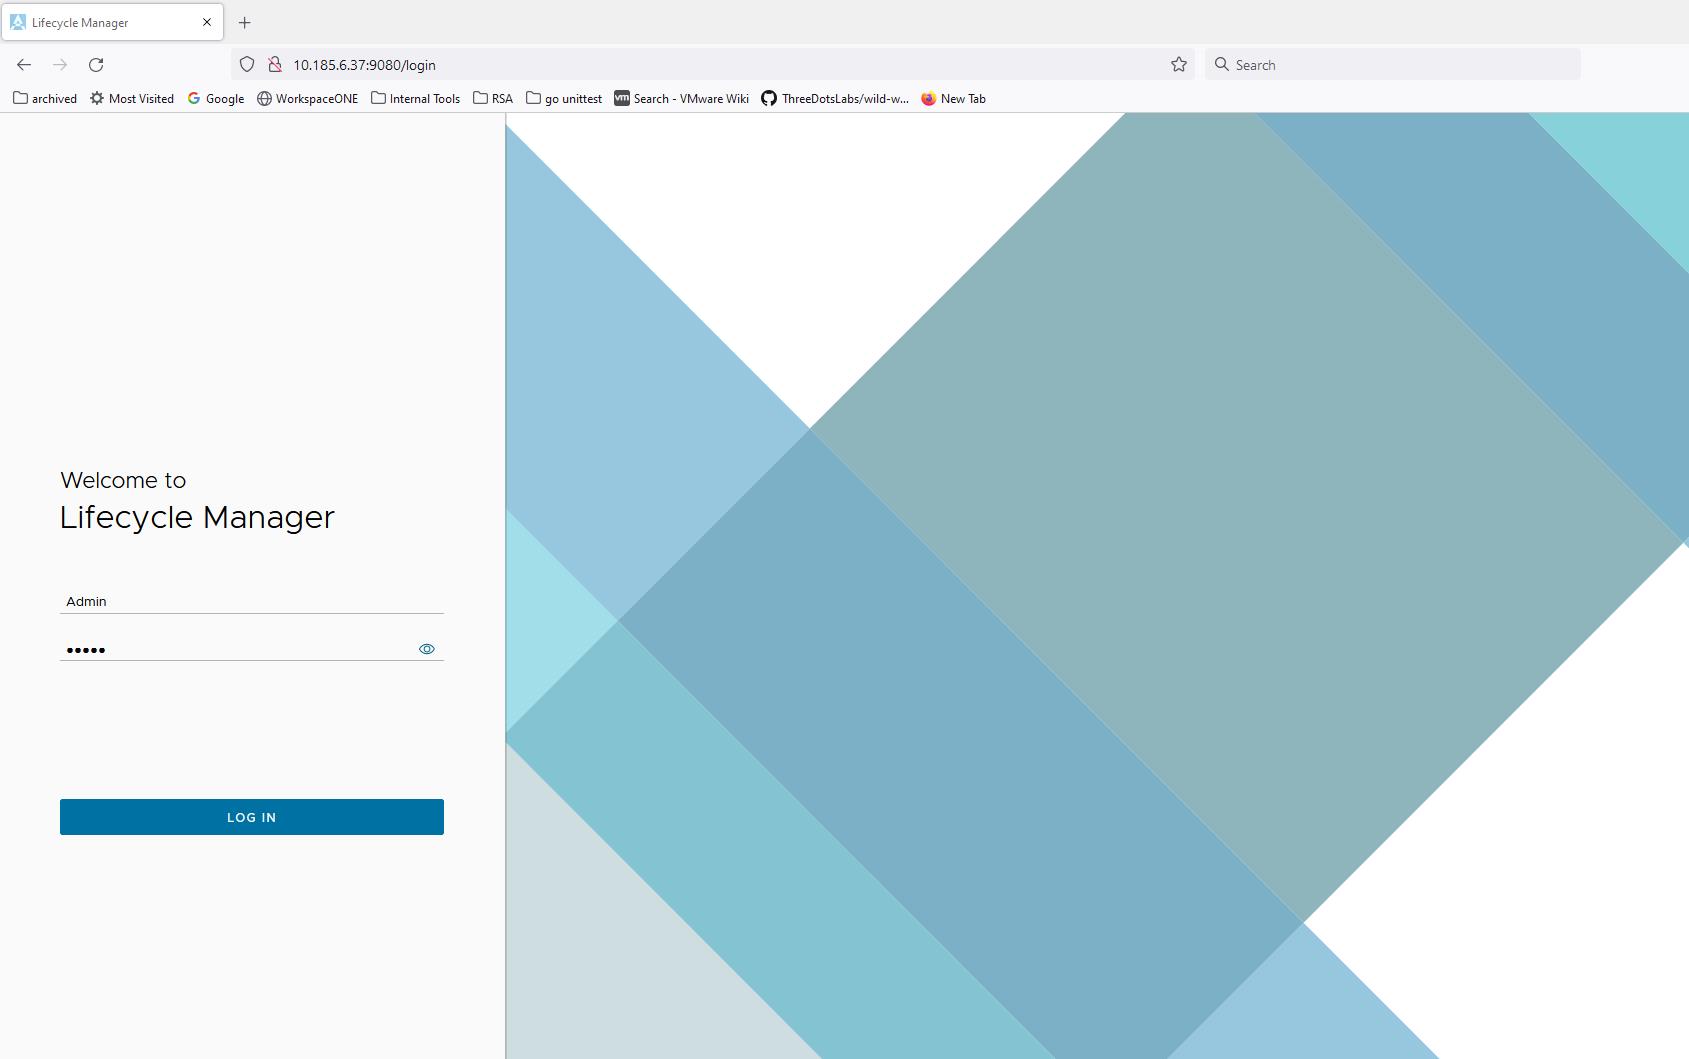 Lifecycle Manager
10.185.6.37:9080/login
Search
archived Most Visited Google WorkspaceONE Internal Tools RSA go unittest vm Search - VMware Wiki ThreeDotsLabs/wild-w... New Tab
Welcome to
Lifecycle Manager
Admin
LOG IN